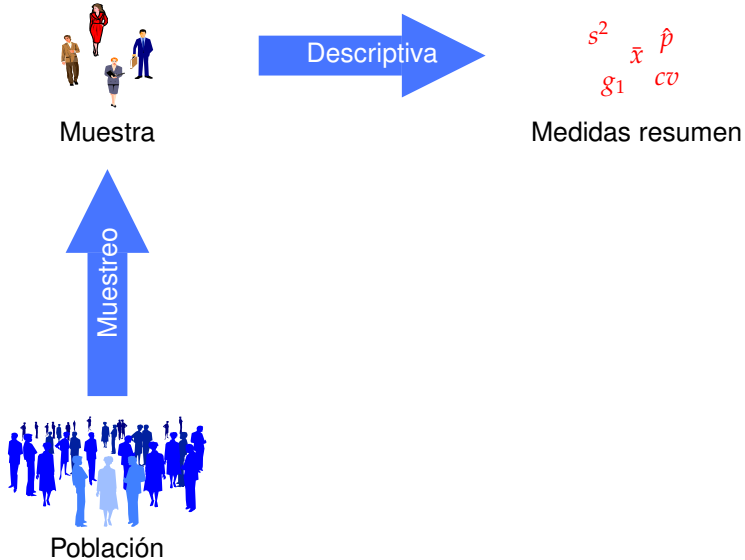 Descriptiva
s² x̄ p̂
g₁ cv
Muestra
Medidas resumen
Muestreo
Población